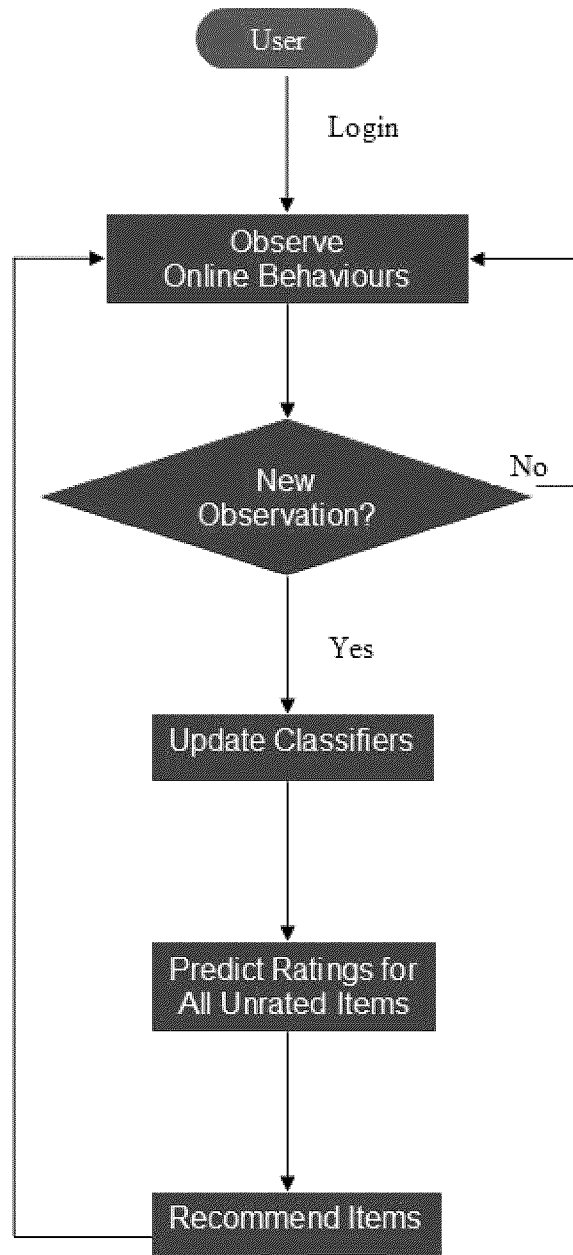 User
Login
Observe
Online Behaviours
New
Observation?
No
Yes
Update Classifiers
Predict Ratings for
All Unrated Items
Recommend Items